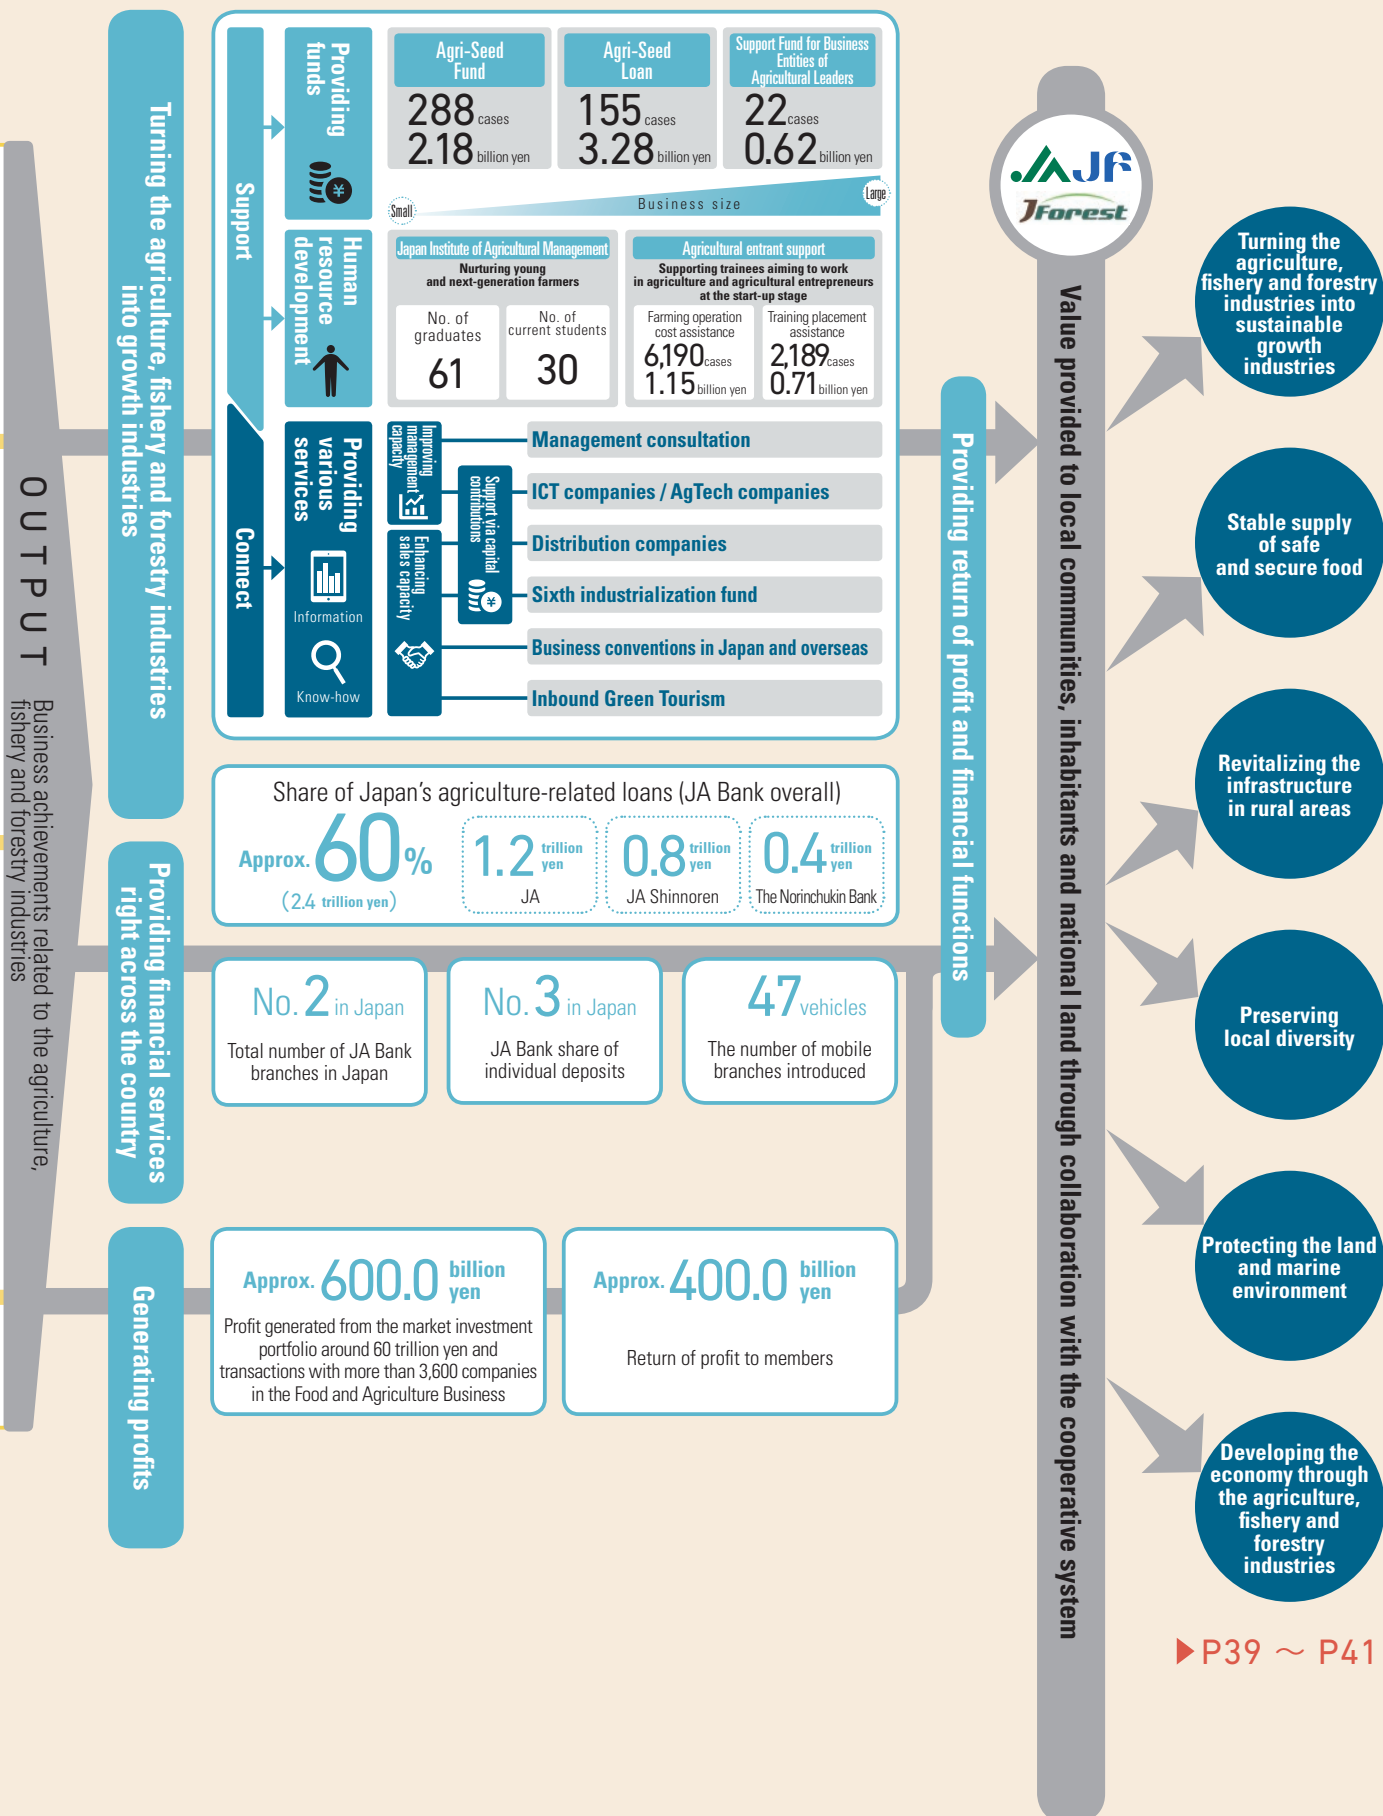 OUTPUT
Business achievements related to the agriculture,
fishery and forestry industries
Turning the agriculture, fishery and forestry industries
into growth industries
Support
Providing
funds
¥
Agri-Seed
Fund
288 cases
2.18 billion yen
Agri-Seed
Loan
155 cases
3.28 billion yen
Support Fund for Business
Entities of
Agricultural Leaders
22 cases
0.62 billion yen
Small
Business size
Large
Human
resource
development
Japan Institute of Agricultural Management
Nurturing young
and next-generation farmers
No. of
graduates
61
No. of
current students
30
Agricultural entrant support
Supporting trainees aiming to work
in agriculture and agricultural entrepreneurs
at the start-up stage
Farming operation
cost assistance
6,190 cases
1.15 billion yen
Training placement
assistance
2,189 cases
0.71 billion yen
Connect
Providing
various
services
Information
Know-how
Improving
management
capacity
Enhancing
sales capacity
Support via capital
contributions
¥
Management consultation
ICT companies / AgTech companies
Distribution companies
Sixth industrialization fund
Business conventions in Japan and overseas
Inbound Green Tourism
Providing financial services
right across the country
Share of Japan's agriculture-related loans (JA Bank overall)
Approx. 60%
(2.4 trillion yen)
1.2 trillion
yen
JA
0.8 trillion
yen
JA Shinnoren
0.4 trillion
yen
The Norinchukin Bank
No. 2 in Japan
Total number of JA Bank
branches in Japan
No. 3 in Japan
JA Bank share of
individual deposits
47 vehicles
The number of mobile
branches introduced
Generating profits
Approx. 600.0 billion
yen
Profit generated from the market investment
portfolio around 60 trillion yen and
transactions with more than 3,600 companies
in the Food and Agriculture Business
Approx. 400.0 billion
yen
Return of profit to members
Providing return of profit and financial functions
JF
JForest
Value provided to local communities, inhabitants and national land through collaboration with the cooperative system
Turning the
agriculture,
fishery and forestry
industries into
sustainable
growth
industries
Stable supply
of safe
and secure food
Revitalizing the
infrastructure
in rural areas
Preserving
local diversity
Protecting the land
and marine
environment
Developing the
economy through
the agriculture,
fishery and
forestry
industries
▶P39 ～ P41